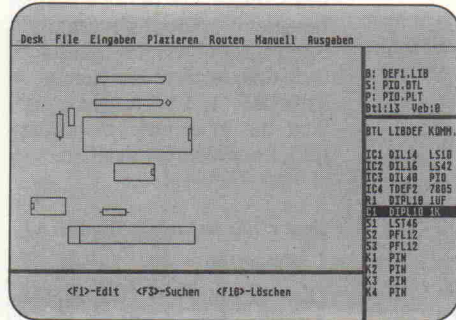 Desk File Eingaben Plazieren Routen Manuell Ausgaben
B: DEF1.LIB
S: PIO.BTL
P: PIO.PLT
Btl:13 Veb:0
BTL LIBDEF KOMM.
IC1 DIL14 LS10
IC2 DIL16 LS42
IC3 DIL40 PIO
IC4 TDEF2 7805
R1 DIPL10 1UF
C1 DIPL10 1K
S1 LST46
S2 PFL12
S3 PFL12
K1 PIN
K2 PIN
K3 PIN
K4 PIN
<F1>-Edit <F3>-Suchen <F10>-Löschen